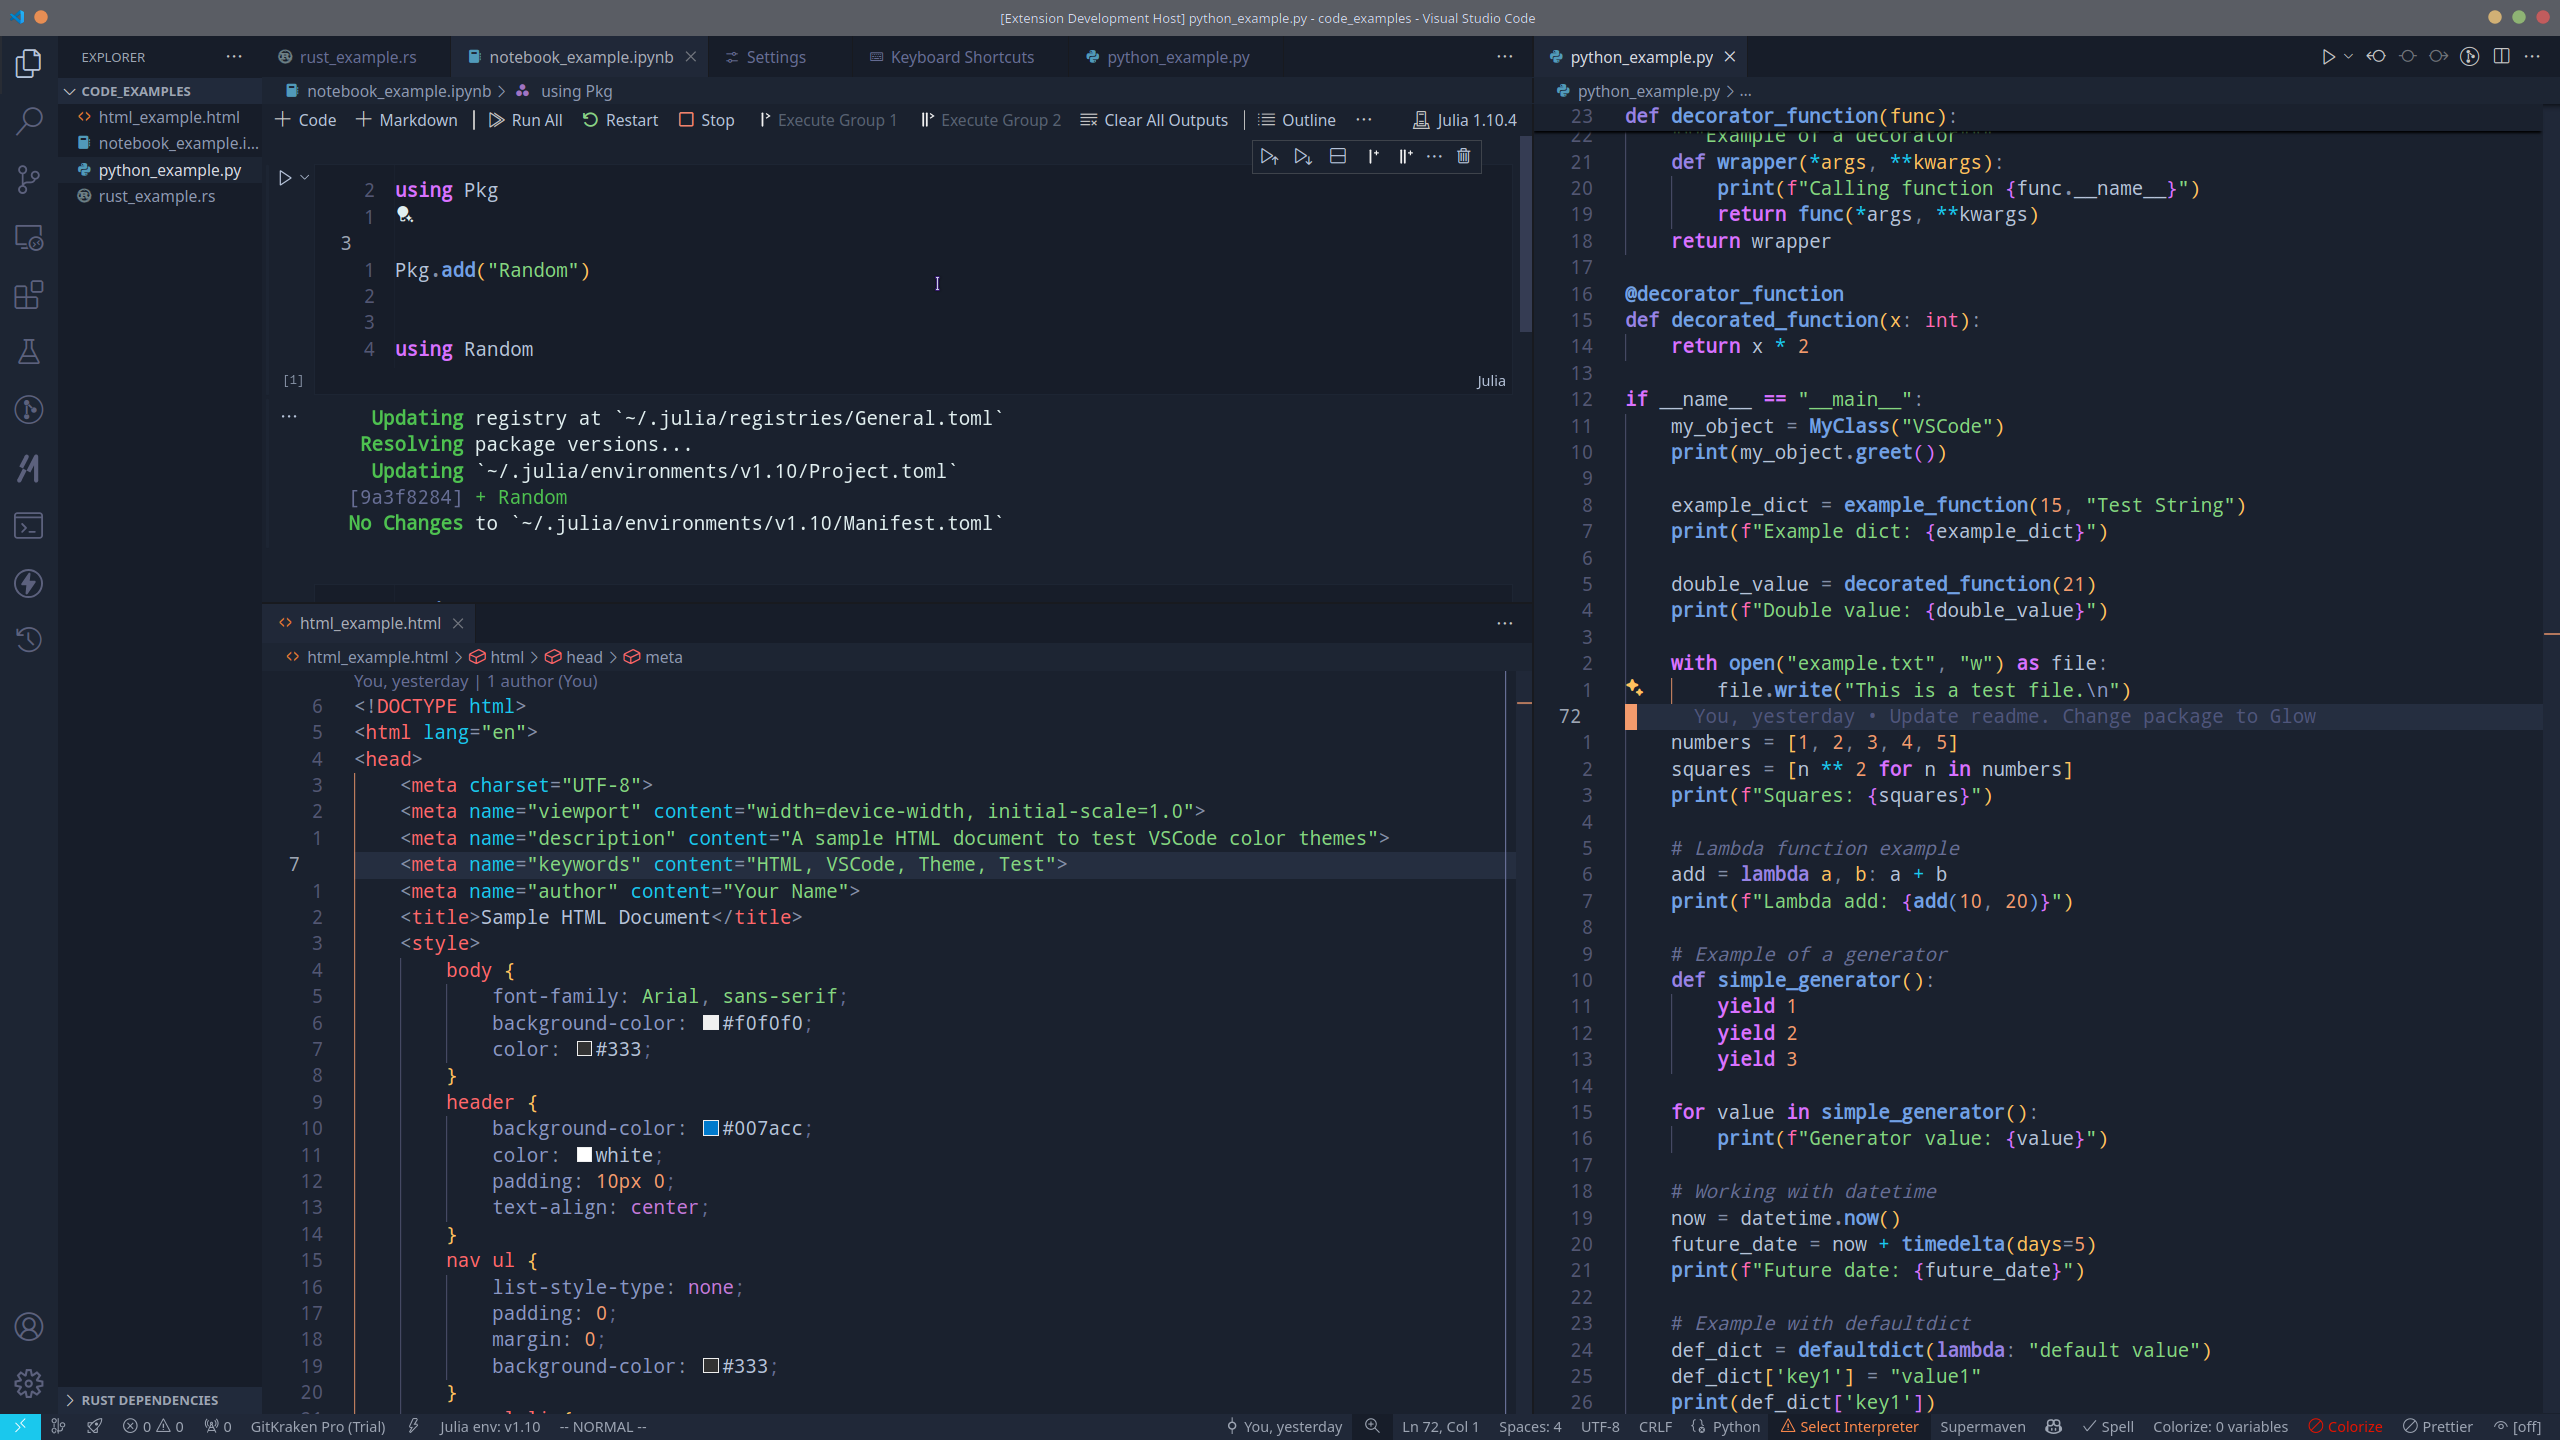 [Extension Development Host] python_example.py - code_examples - Visual Studio Code
EXPLORER
CODE_EXAMPLES
html_example.html
notebook_example.i...
python_example.py
rust_example.rs
RUST DEPENDENCIES
rust_example.rs
notebook_example.ipynb
Settings
Keyboard Shortcuts
python_example.py
notebook_example.ipynb > using Pkg
+ Code + Markdown | Run All Restart Stop Execute Group 1 Execute Group 2 Clear All Outputs | Outline ... Julia 1.10.4
2 using Pkg
1
3
1 Pkg.add("Random")
2
3
4 using Random
[1]
Julia
Updating registry at `~/.julia/registries/General.toml`
Resolving package versions...
Updating `~/.julia/environments/v1.10/Project.toml`
[9a3f8284] + Random
No Changes to `~/.julia/environments/v1.10/Manifest.toml`
html_example.html
html_example.html > html > head > meta
You, yesterday | 1 author (You)
6 <!DOCTYPE html>
5 <html lang="en">
4 <head>
3 <meta charset="UTF-8">
2 <meta name="viewport" content="width=device-width, initial-scale=1.0">
1 <meta name="description" content="A sample HTML document to test VSCode color themes">
7 <meta name="keywords" content="HTML, VSCode, Theme, Test">
1 <meta name="author" content="Your Name">
2 <title>Sample HTML Document</title>
3 <style>
4 body {
5 font-family: Arial, sans-serif;
6 background-color: #f0f0f0;
7 color: #333;
8 }
9 header {
10 background-color: #007acc;
11 color: white;
12 padding: 10px 0;
13 text-align: center;
14 }
15 nav ul {
16 list-style-type: none;
17 padding: 0;
18 margin: 0;
19 background-color: #333;
20 }
python_example.py
python_example.py > ...
23 def decorator_function(func):
22 """Example of a decorator"""
21 def wrapper(*args, **kwargs):
20 print(f"Calling function {func.__name__}")
19 return func(*args, **kwargs)
18 return wrapper
17
16 @decorator_function
15 def decorated_function(x: int):
14 return x * 2
13
12 if __name__ == "__main__":
11 my_object = MyClass("VSCode")
10 print(my_object.greet())
9
8 example_dict = example_function(15, "Test String")
7 print(f"Example dict: {example_dict}")
6
5 double_value = decorated_function(21)
4 print(f"Double value: {double_value}")
3
2 with open("example.txt", "w") as file:
1 file.write("This is a test file.\n")
72 You, yesterday • Update readme. Change package to Glow
1 numbers = [1, 2, 3, 4, 5]
2 squares = [n ** 2 for n in numbers]
3 print(f"Squares: {squares}")
4
5 # Lambda function example
6 add = lambda a, b: a + b
7 print(f"Lambda add: {add(10, 20)}")
8
9 # Example of a generator
10 def simple_generator():
11 yield 1
12 yield 2
13 yield 3
14
15 for value in simple_generator():
16 print(f"Generator value: {value}")
17
18 # Working with datetime
19 now = datetime.now()
20 future_date = now + timedelta(days=5)
21 print(f"Future date: {future_date}")
22
23 # Example with defaultdict
24 def_dict = defaultdict(lambda: "default value")
25 def_dict['key1'] = "value1"
26 print(def_dict['key1'])
0 0 0 GitKraken Pro (Trial) Julia env: v1.10 -- NORMAL -- You, yesterday Ln 72, Col 1 Spaces: 4 UTF-8 CRLF Python Select Interpreter Supermaven Spell Colorize: 0 variables Colorize Prettier [off]